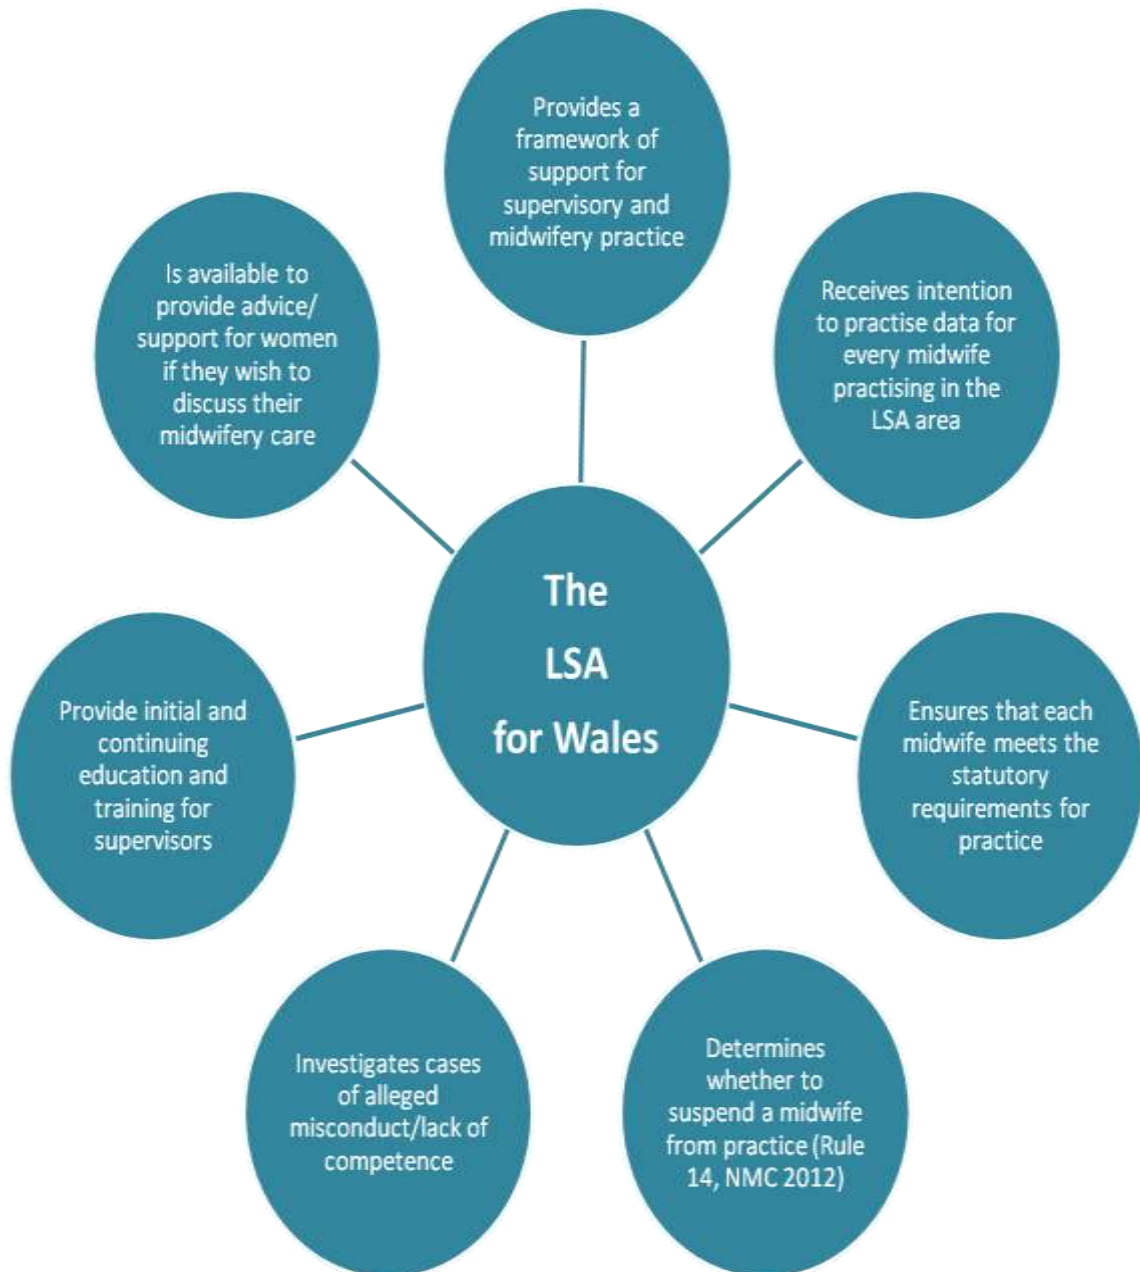 Provides a
framework of
support for
supervisory and
midwifery practice
Receives intention
to practise data for
every midwife
practising in the
LSA area
Ensures that each
midwife meets the
statutory
requirements for
practice
Determines
whether to
suspend a midwife
from practice (Rule
14, NMC 2012)
Investigates cases
of alleged
misconduct/lack of
competence
Provide initial and
continuing
education and
training for
supervisors
Is available to
provide advice/
support for women
if they wish to
discuss their
midwifery care
The
LSA
for Wales